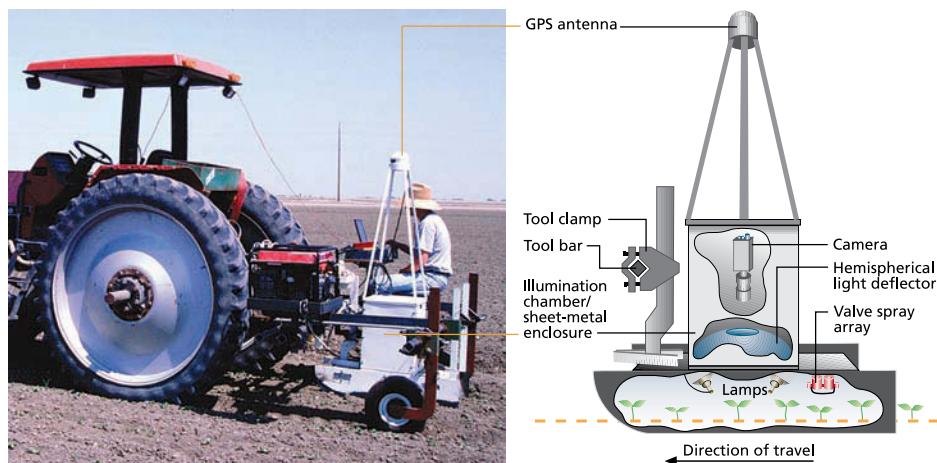 GPS antenna
Tool clamp
Tool bar
Illumination
chamber/
sheet-metal
enclosure
Camera
Hemispherical
light deflector
Valve spray
array
Lamps
Direction of travel